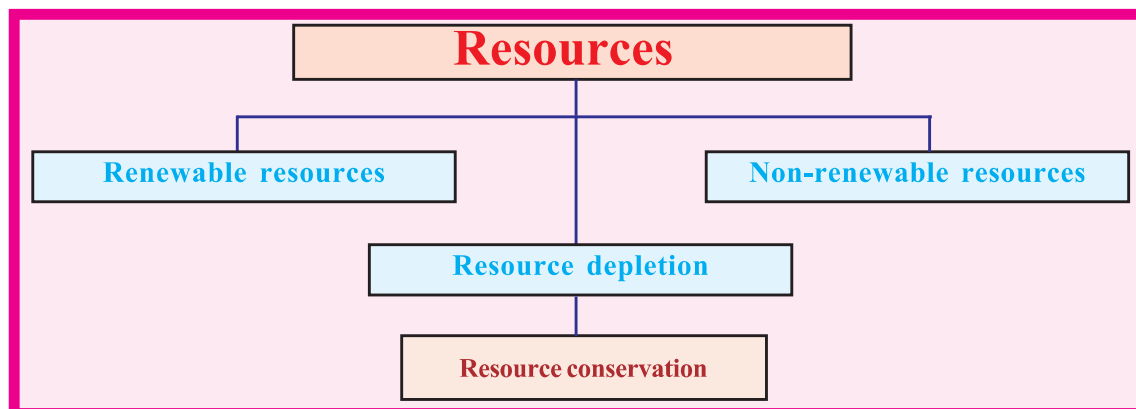 Resources
Renewable resources
Non-renewable resources
Resource depletion
Resource conservation